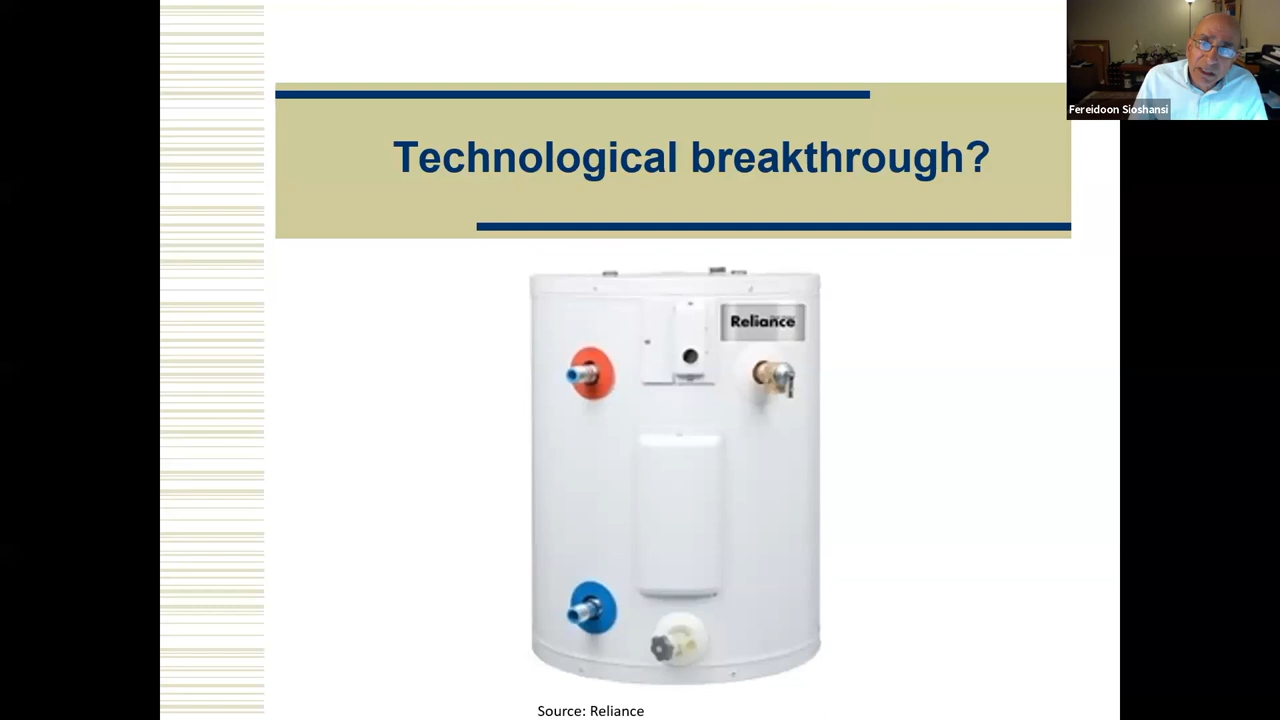 Fereidoon Sioshansi
Technological breakthrough?
Reliance
Source: Reliance